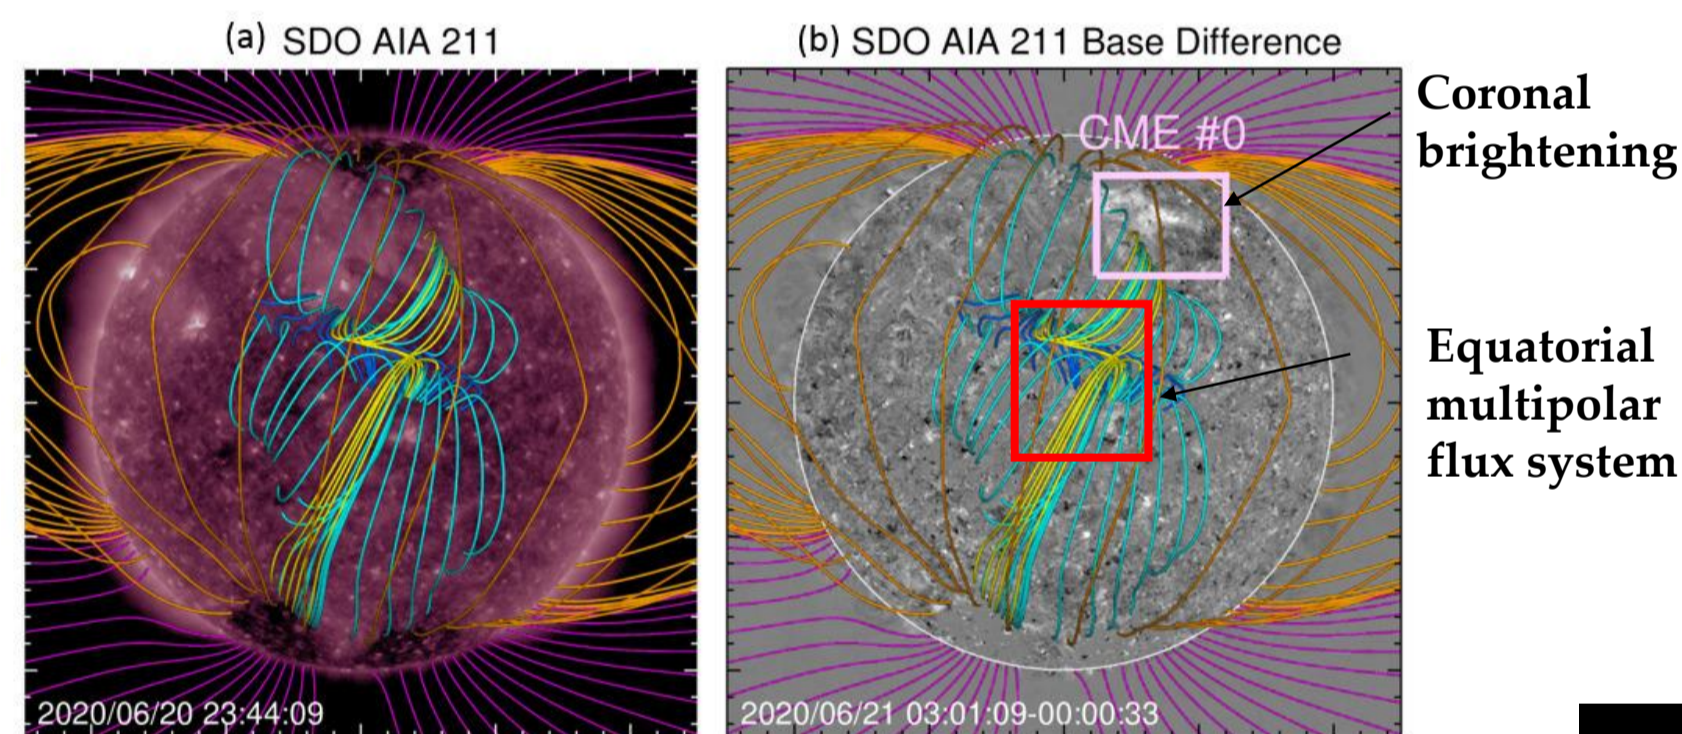 (a) SDO AIA 211
(b) SDO AIA 211 Base Difference
CME #0
Coronal
brightening
Equatorial
multipolar
flux system
2020/06/20 23:44:09
2020/06/21 03:01:09-00:00:33